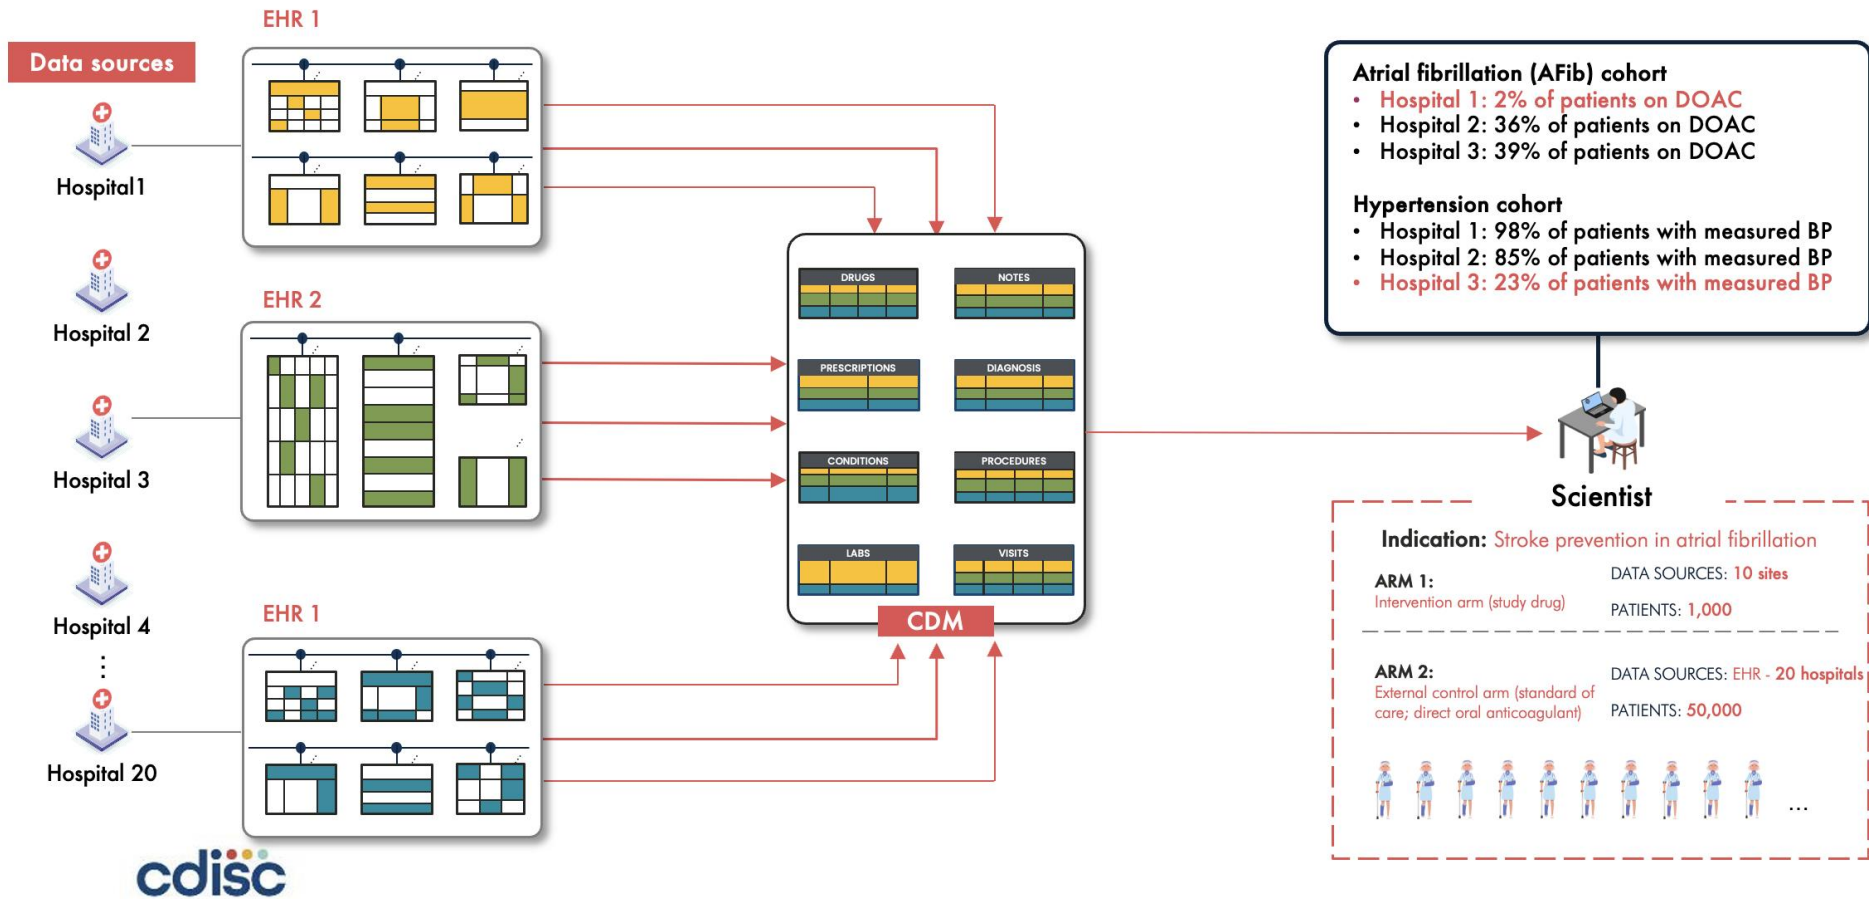 Data sources
Hospital1
Hospital 2
Hospital 3
Hospital 4
Hospital 20
EHR 1
EHR 2
EHR 1
DRUGS
NOTES
PRESCRIPTIONS
DIAGNOSIS
CONDITIONS
PROCEDURES
LABS
VISITS
CDM
Atrial fibrillation (AFib) cohort
• Hospital 1: 2% of patients on DOAC
• Hospital 2: 36% of patients on DOAC
• Hospital 3: 39% of patients on DOAC
Hypertension cohort
• Hospital 1: 98% of patients with measured BP
• Hospital 2: 85% of patients with measured BP
• Hospital 3: 23% of patients with measured BP
Scientist
Indication: Stroke prevention in atrial fibrillation
ARM 1:
Intervention arm (study drug)
DATA SOURCES: 10 sites
PATIENTS: 1,000
ARM 2:
External control arm (standard of
care; direct oral anticoagulant)
DATA SOURCES: EHR - 20 hospitals
PATIENTS: 50,000
...
cdisc